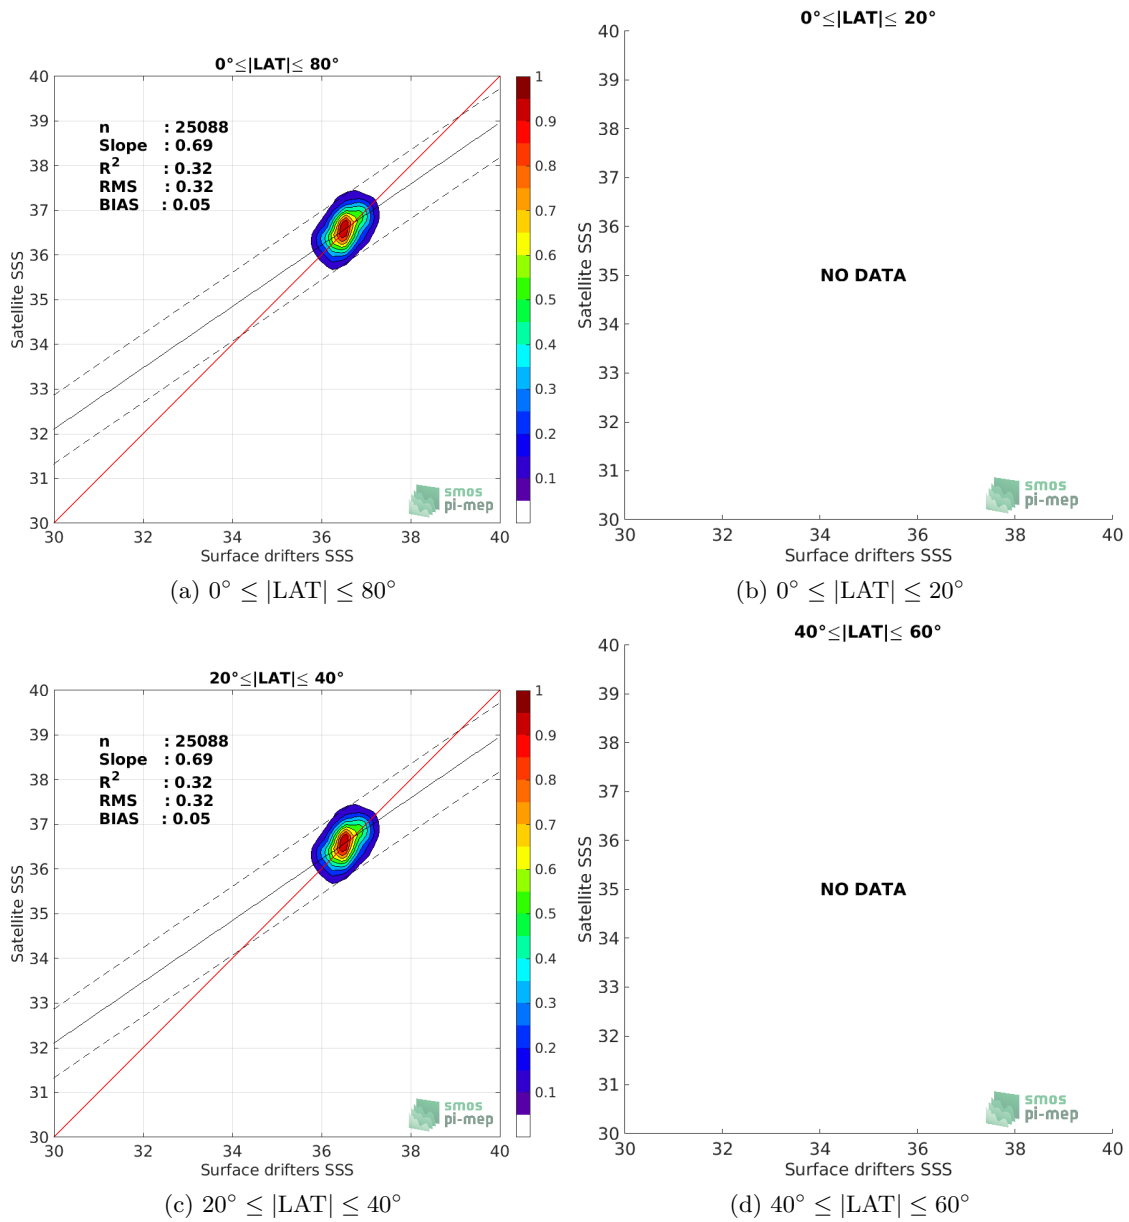 0°≤|LAT|≤ 80°
40
39
38
37
36
35
34
33
32
31
30
Satellite SSS
n : 25088
Slope : 0.69
R2 : 0.32
RMS : 0.32
BIAS : 0.05
smos
pi-mep
30 32 34 36 38 40
Surface drifters SSS
1
0.9
0.8
0.7
0.6
0.5
0.4
0.3
0.2
0.1
(a) 0° ≤ |LAT| ≤ 80°
0°≤|LAT|≤ 20°
40
39
38
37
36
35
34
33
32
31
30
Satellite SSS
NO DATA
smos
pi-mep
30 32 34 36 38 40
Surface drifters SSS
(b) 0° ≤ |LAT| ≤ 20°
20°≤|LAT|≤ 40°
40
39
38
37
36
35
34
33
32
31
30
Satellite SSS
n : 25088
Slope : 0.69
R2 : 0.32
RMS : 0.32
BIAS : 0.05
smos
pi-mep
30 32 34 36 38 40
Surface drifters SSS
1
0.9
0.8
0.7
0.6
0.5
0.4
0.3
0.2
0.1
(c) 20° ≤ |LAT| ≤ 40°
40°≤|LAT|≤ 60°
40
39
38
37
36
35
34
33
32
31
30
Satellite SSS
NO DATA
smos
pi-mep
30 32 34 36 38 40
Surface drifters SSS
(d) 40° ≤ |LAT| ≤ 60°